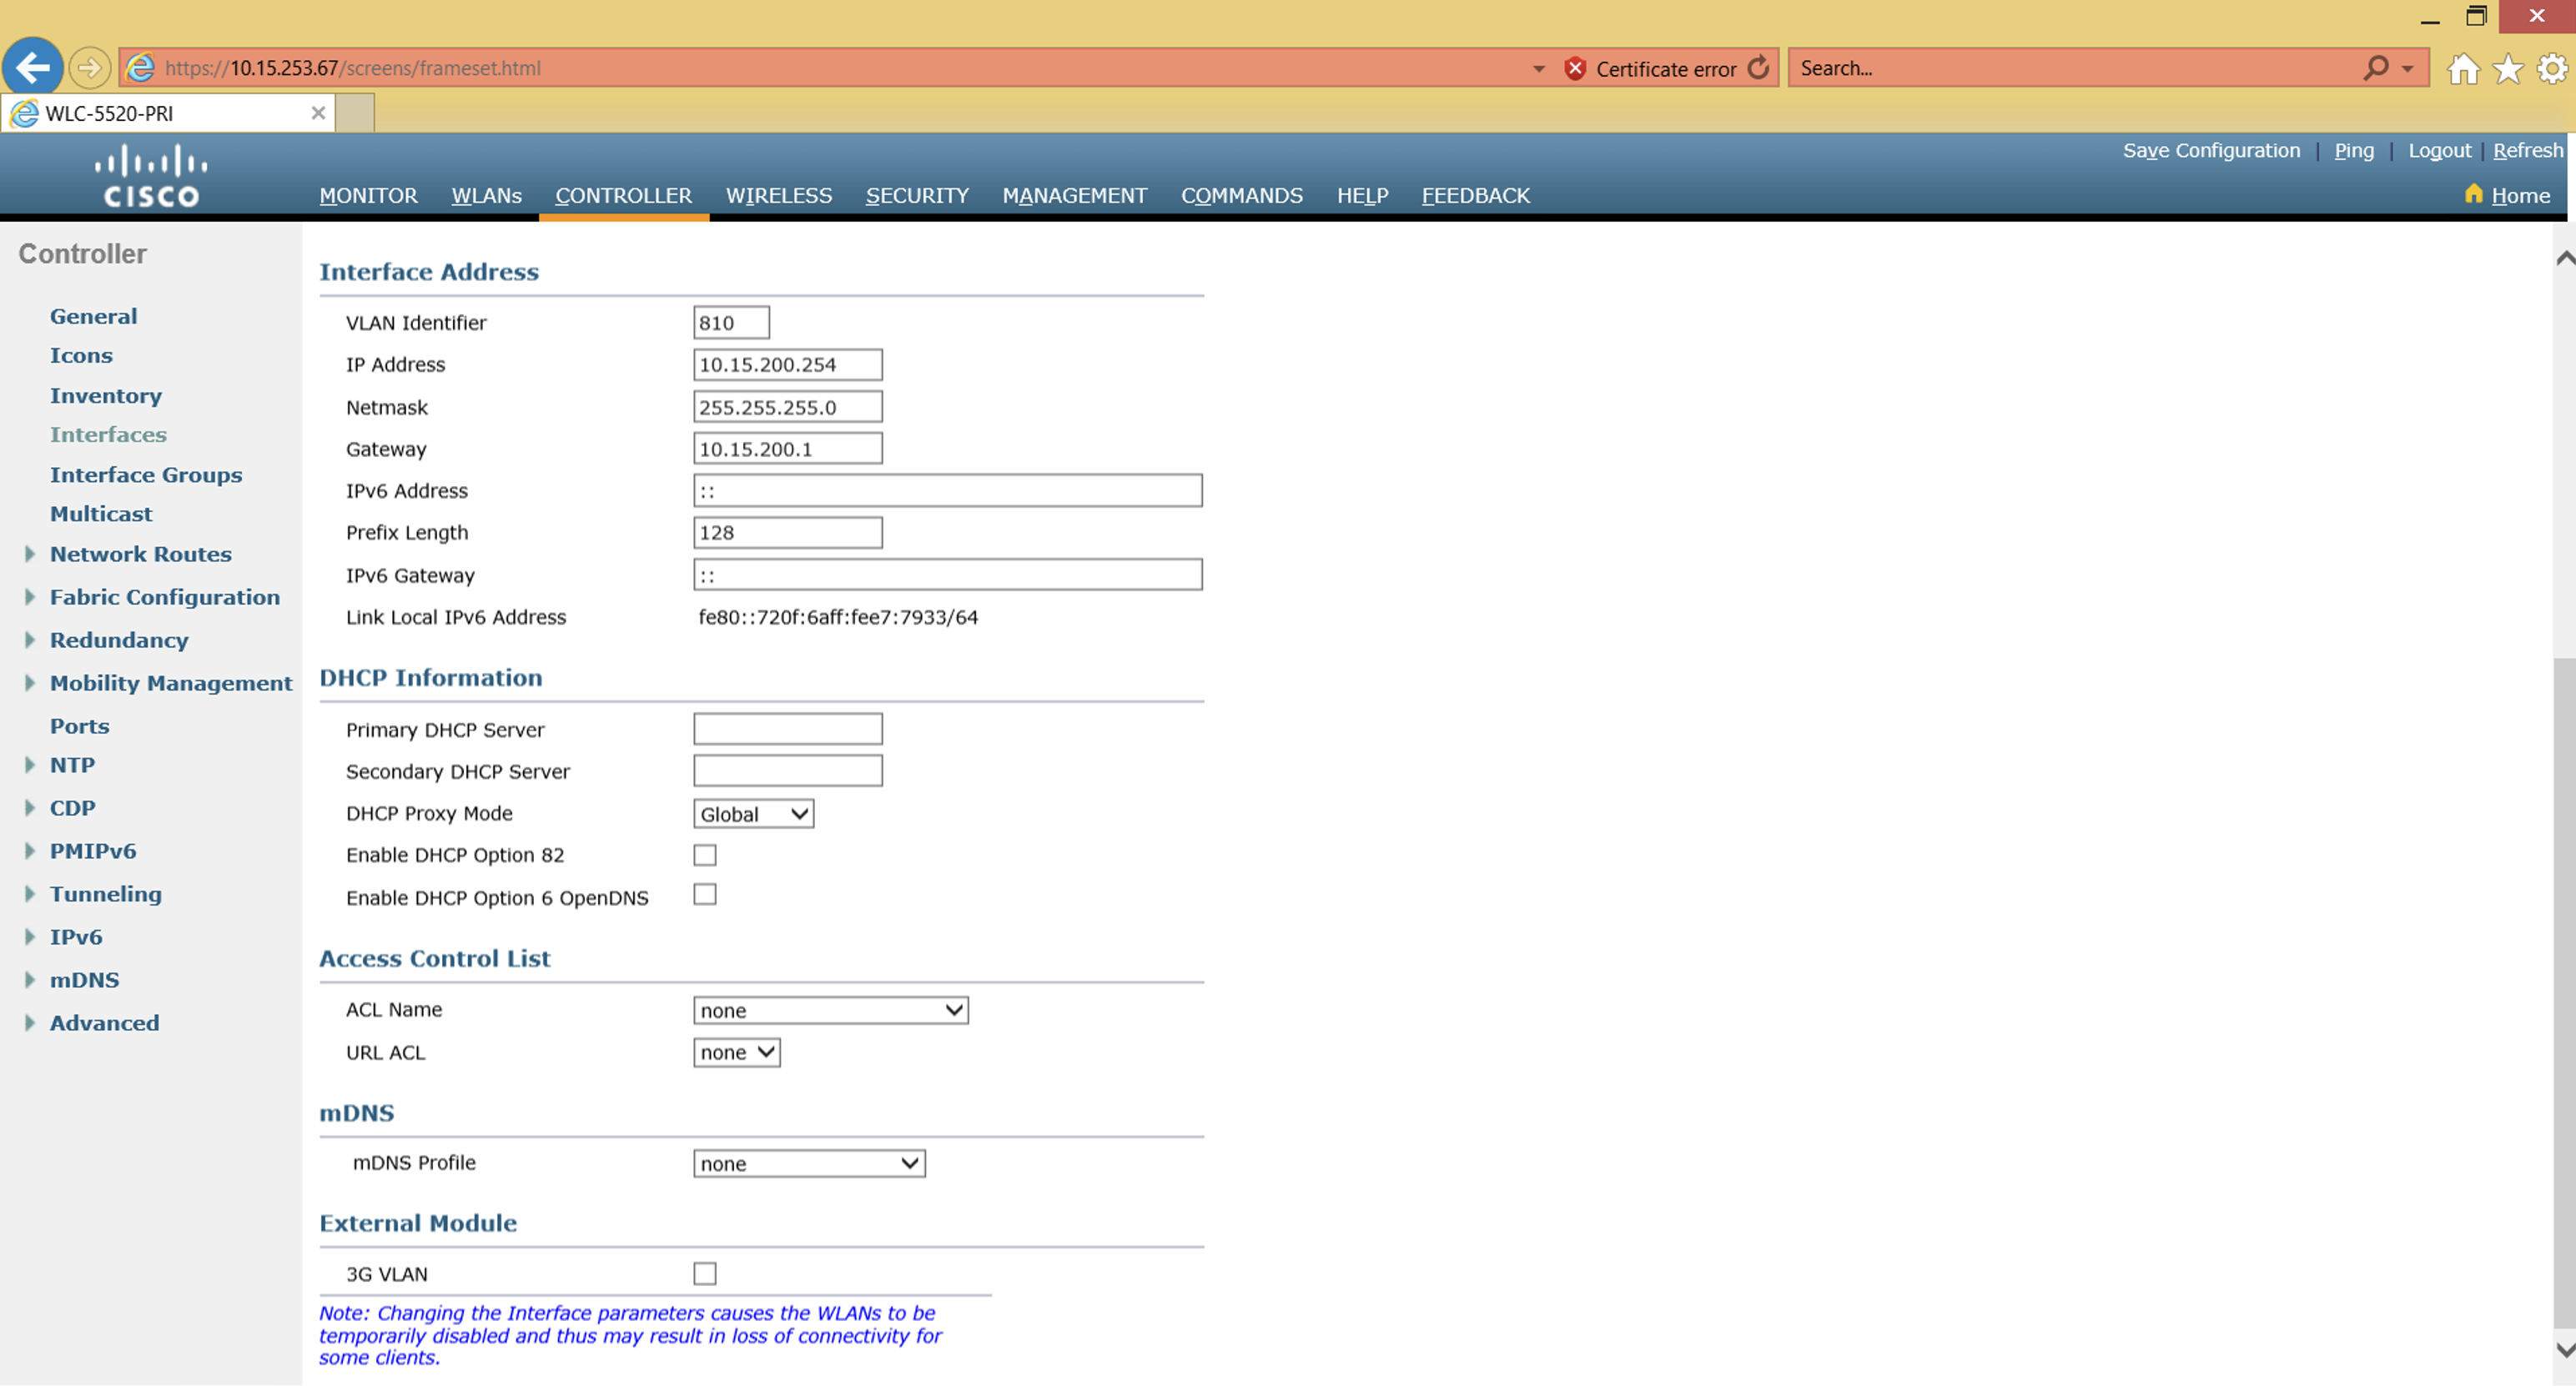 https://10.15.253.67/screens/frameset.html
Certificate error
Search...
WLC-5520-PRI
Save Configuration | Ping | Logout | Refresh
CISCO
MONITOR WLANs CONTROLLER WIRELESS SECURITY MANAGEMENT COMMANDS HELP FEEDBACK
Home
Controller
General
Icons
Inventory
Interfaces
Interface Groups
Multicast
Network Routes
Fabric Configuration
Redundancy
Mobility Management
Ports
NTP
CDP
PMIPv6
Tunneling
IPv6
mDNS
Advanced
Interface Address
VLAN Identifier 810
IP Address 10.15.200.254
Netmask 255.255.255.0
Gateway 10.15.200.1
IPv6 Address ::
Prefix Length 128
IPv6 Gateway ::
Link Local IPv6 Address fe80::720f:6aff:fee7:7933/64
DHCP Information
Primary DHCP Server
Secondary DHCP Server
DHCP Proxy Mode Global
Enable DHCP Option 82
Enable DHCP Option 6 OpenDNS
Access Control List
ACL Name none
URL ACL none
mDNS
mDNS Profile none
External Module
3G VLAN
Note: Changing the Interface parameters causes the WLANs to be
temporarily disabled and thus may result in loss of connectivity for
some clients.